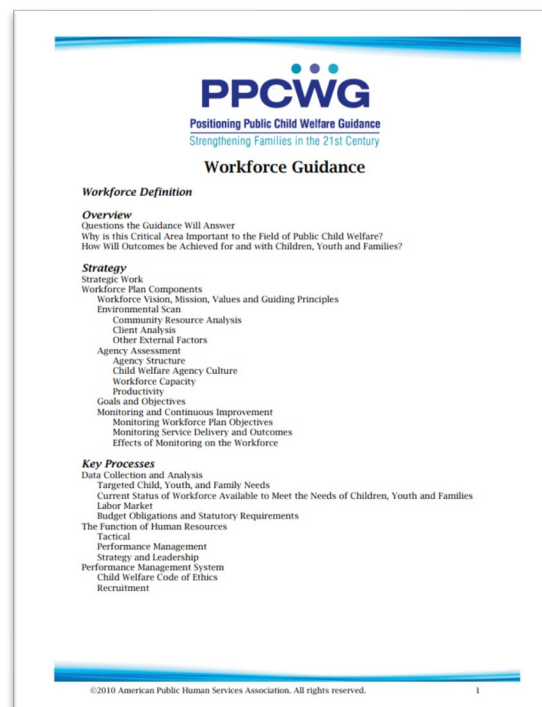 PPCWG
Positioning Public Child Welfare Guidance
Strengthening Families in the 21st Century
Workforce Guidance
Workforce Definition
Overview
Questions the Guidance Will Answer
Why is this Critical Area Important to the Field of Public Child Welfare?
How Will Outcomes be Achieved for and with Children, Youth and Families?
Strategy
Strategic Work
Workforce Plan Components
Workforce Vision, Mission, Values and Guiding Principles
Environmental Scan
Community Resource Analysis
Client Analysis
Other External Factors
Agency Assessment
Agency Structure
Child Welfare Agency Culture
Workforce Capacity
Productivity
Goals and Objectives
Monitoring and Continuous Improvement
Monitoring Workforce Plan Objectives
Monitoring Service Delivery and Outcomes
Effects of Monitoring on the Workforce
Key Processes
Data Collection and Analysis
Targeted Child, Youth, and Family Needs
Current Status of Workforce Available to Meet the Needs of Children, Youth and Families
Labor Market
Budget Obligations and Statutory Requirements
The Function of Human Resources
Tactical
Performance Management
Strategy and Leadership
Performance Management System
Child Welfare Code of Ethics
Recruitment
©2010 American Public Human Services Association. All rights reserved. 1